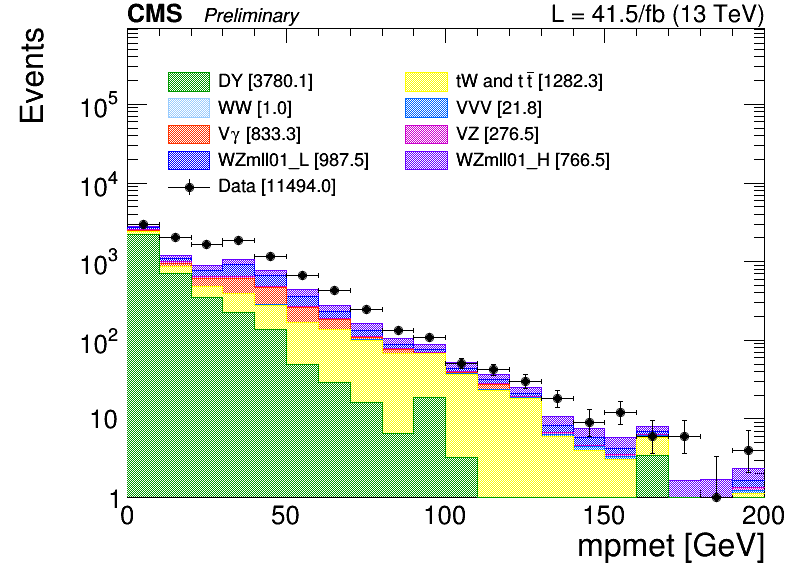 CMS Preliminary L = 41.5/fb (13 TeV)
Events
DY [3780.1] tW and tt̅ [1282.3]
WW [1.0] VVV [21.8]
Vγ [833.3] VZ [276.5]
WZmll01_L [987.5] WZmll01_H [766.5]
Data [11494.0]
10⁵
10⁴
10³
10²
10
1
0 50 100 150 200
mpmet [GeV]